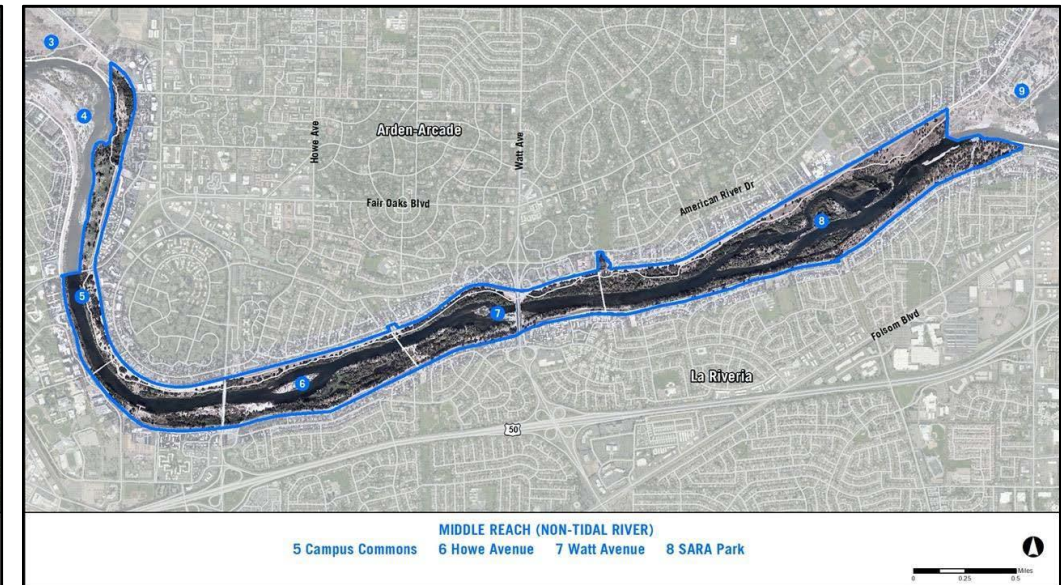 3
9
4
Howe Ave
Arden-Arcade
Watt Ave
Fair Oaks Blvd
American River Dr
8
5
7
Folsom Blvd
6
La Riveria
50
MIDDLE REACH (NON-TIDAL RIVER)
5 Campus Commons 6 Howe Avenue 7 Watt Avenue 8 SARA Park
Miles
0 0.25 0.5